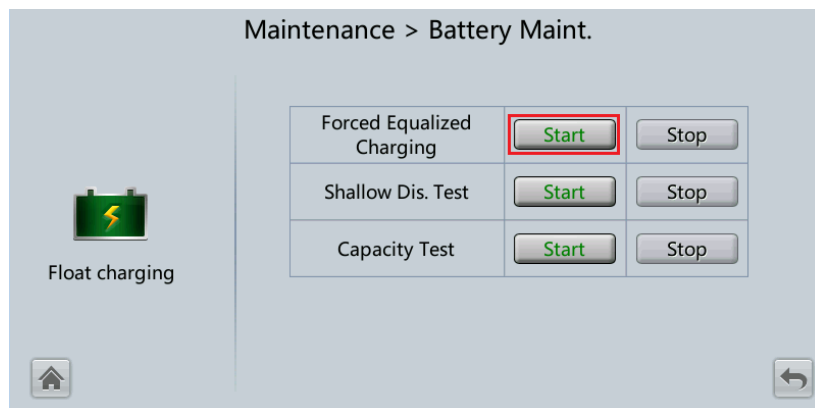 Maintenance > Battery Maint.
Forced Equalized
Charging
Start
Stop
Shallow Dis. Test
Start
Stop
Capacity Test
Start
Stop
Float charging